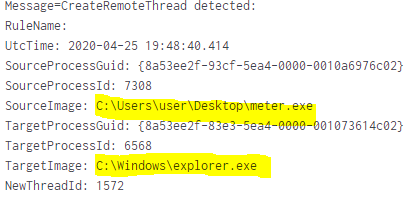 Message=CreateRemoteThread detected:
RuleName:
UtcTime: 2020-04-25 19:48:40.414
SourceProcessGuid: {8a53ee2f-93cf-5ea4-0000-0010a6976c02}
SourceProcessId: 7308
SourceImage: C:\Users\user\Desktop\meter.exe
TargetProcessGuid: {8a53ee2f-83e3-5ea4-0000-001073614c02}
TargetProcessId: 6568
TargetImage: C:\Windows\explorer.exe
NewThreadId: 1572